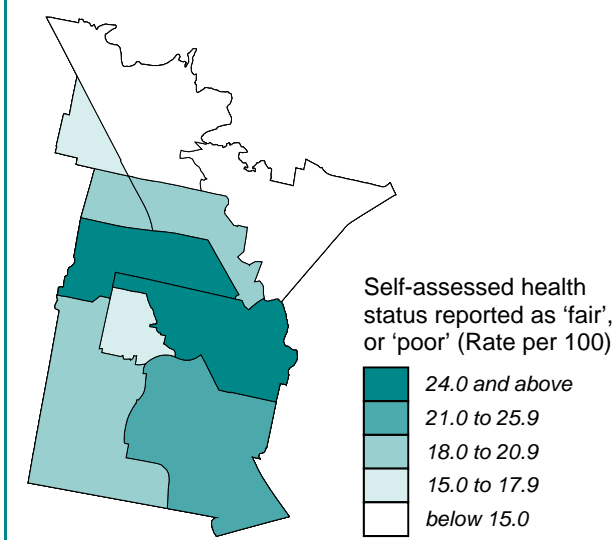 Self-assessed health
status reported as ‘fair’,
or ‘poor’ (Rate per 100)
24.0 and above
21.0 to 25.9
18.0 to 20.9
15.0 to 17.9
below 15.0